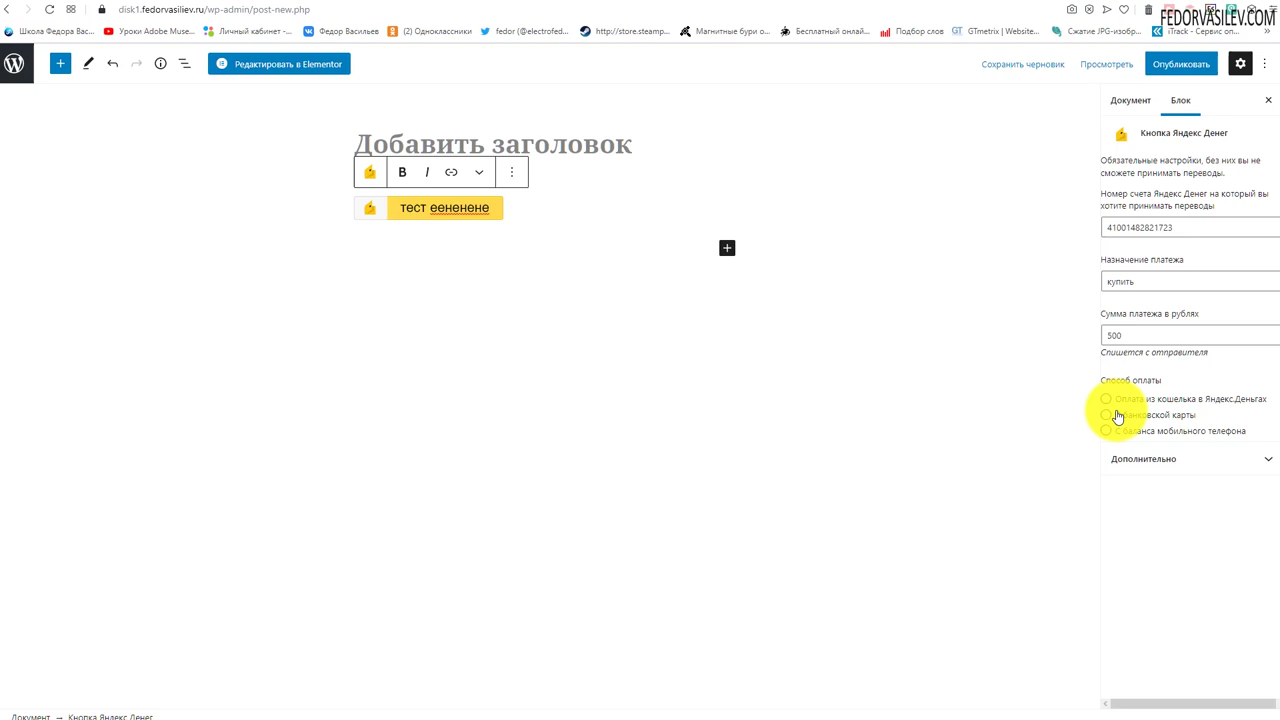 disk1.fedorvasiliev.ru/wp-admin/post-new.php
FEDORVASILEV.COM
Школа Федора Вас...
Уроки Adobe Muse...
Личный кабинет -...
Федор Васильев
(2) Одноклассники
fedor (@electrofed...
http://store.steamp...
Магнитные бури о...
Бесплатный онлай...
Подбор слов
GT GTmetrix | Website...
Сжатие JPG-изобр...
iTrack - Сервис оп...
Редактировать в Elementor
Сохранить черновик
Просмотреть
Опубликовать
Документ
Блок
Добавить заголовок
B I
тест еененене
Кнопка Яндекс Денег
Обязательные настройки, без них вы не
сможете принимать переводы.
Номер счета Яндекс Денег на который вы
хотите принимать переводы
41001482821723
Назначение платежа
купить
Сумма платежа в рублях
500
Спишется с отправителя
Способ оплаты
Оплата из кошелька в Яндекс.Деньгах
банковской карты
С баланса мобильного телефона
Дополнительно
Документ → Кнопка Яндекс Денег